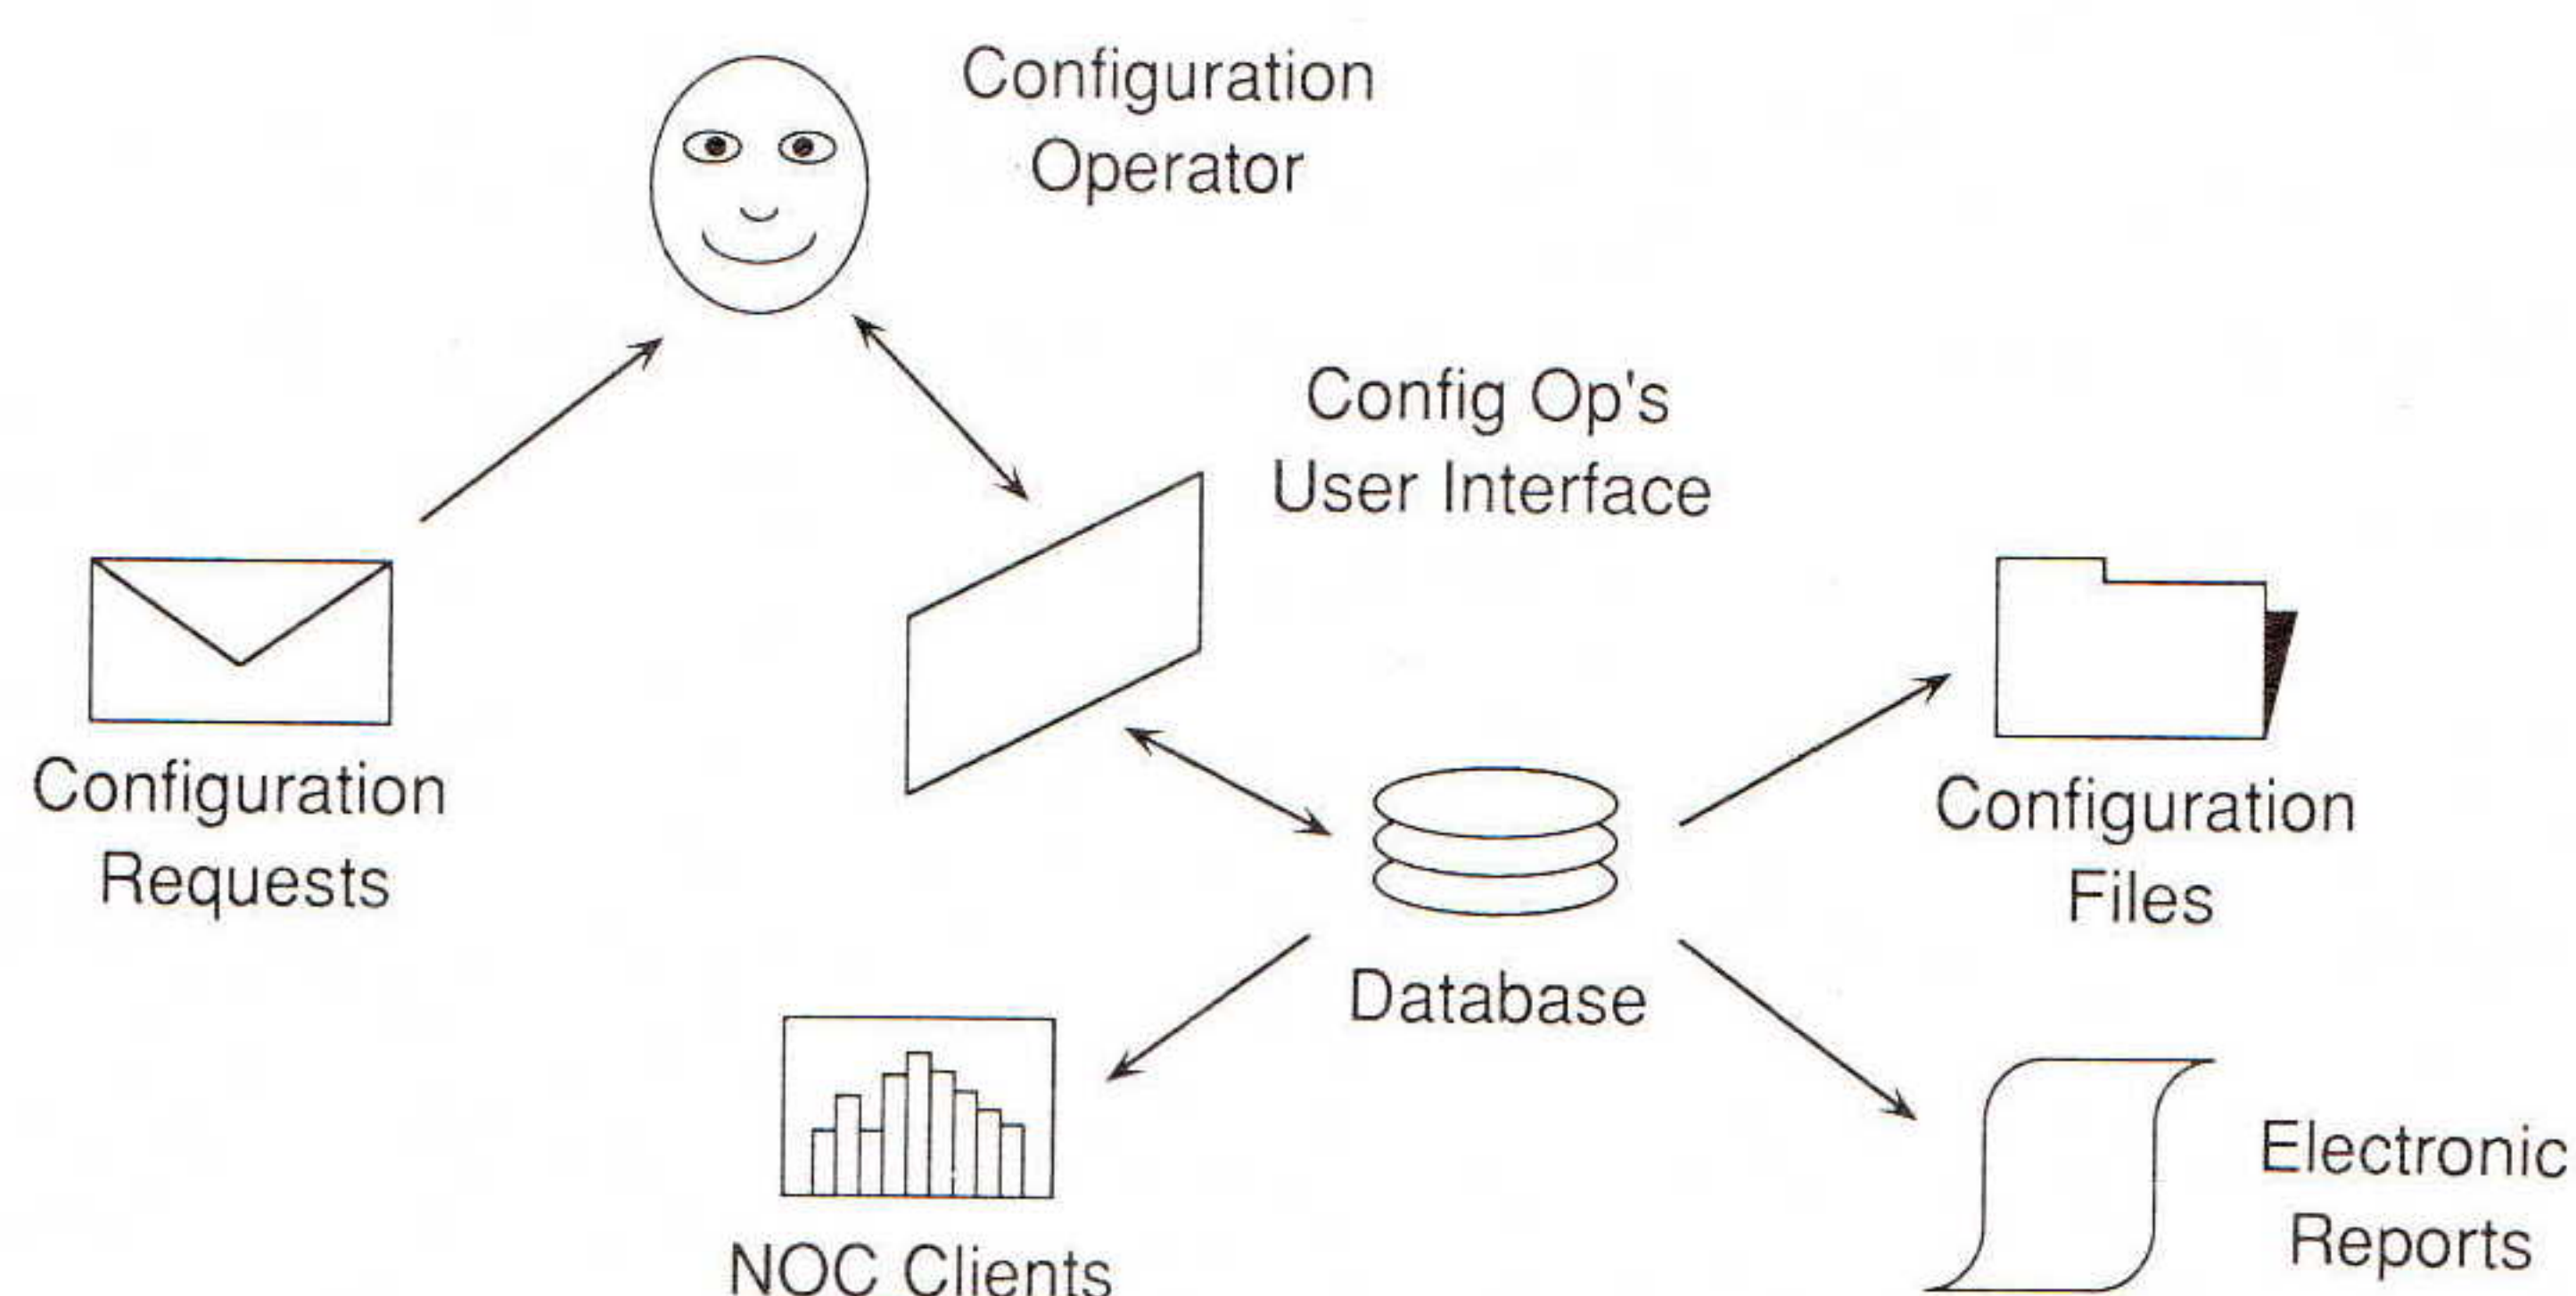 Configuration
Operator
Config Op's
User Interface
Configuration
Requests
Configuration
Files
Database
Electronic
Reports
NOC Clients